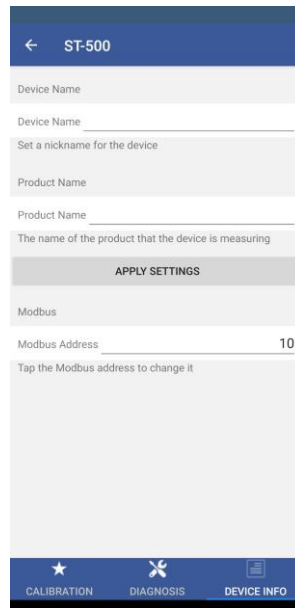 ST-500
Device Name
Device Name
Set a nickname for the device
Product Name
Product Name
The name of the product that the device is measuring
APPLY SETTINGS
Modbus
Modbus Address 10
Tap the Modbus address to change it
CALIBRATION DIAGNOSIS DEVICE INFO